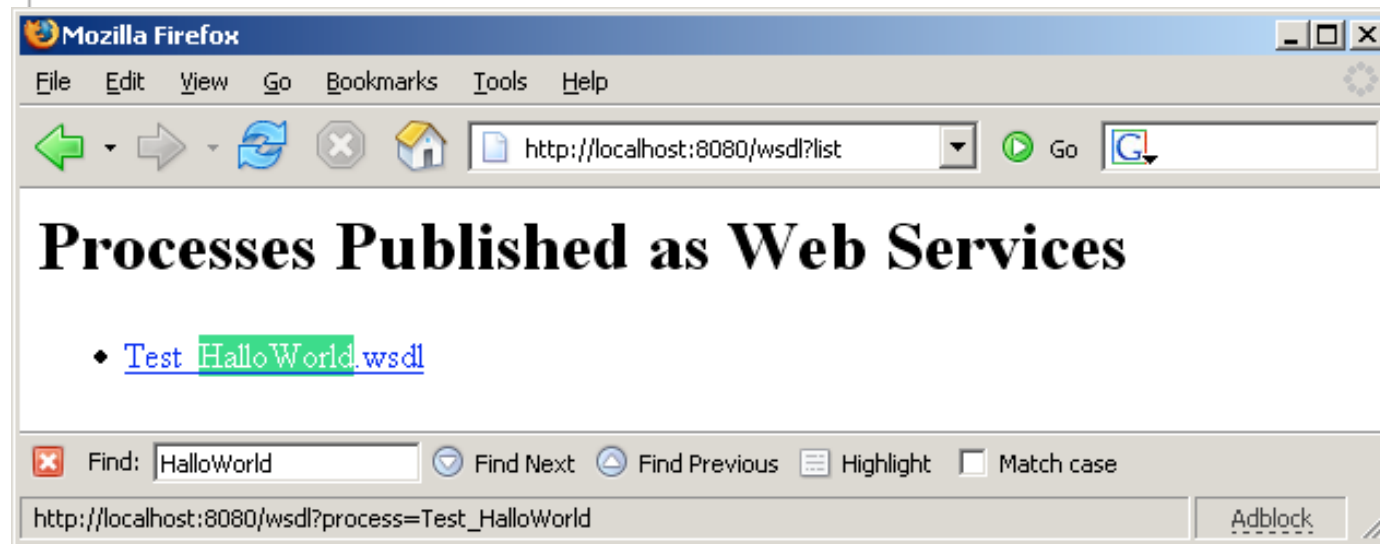 Mozilla Firefox
File Edit View Go Bookmarks Tools Help
http://localhost:8080/wsdl?list Go G
Processes Published as Web Services
• Test_HalloWorld.wsdl
Find: HalloWorld Find Next Find Previous Highlight Match case
http://localhost:8080/wsdl?process=Test_HalloWorld Adblock